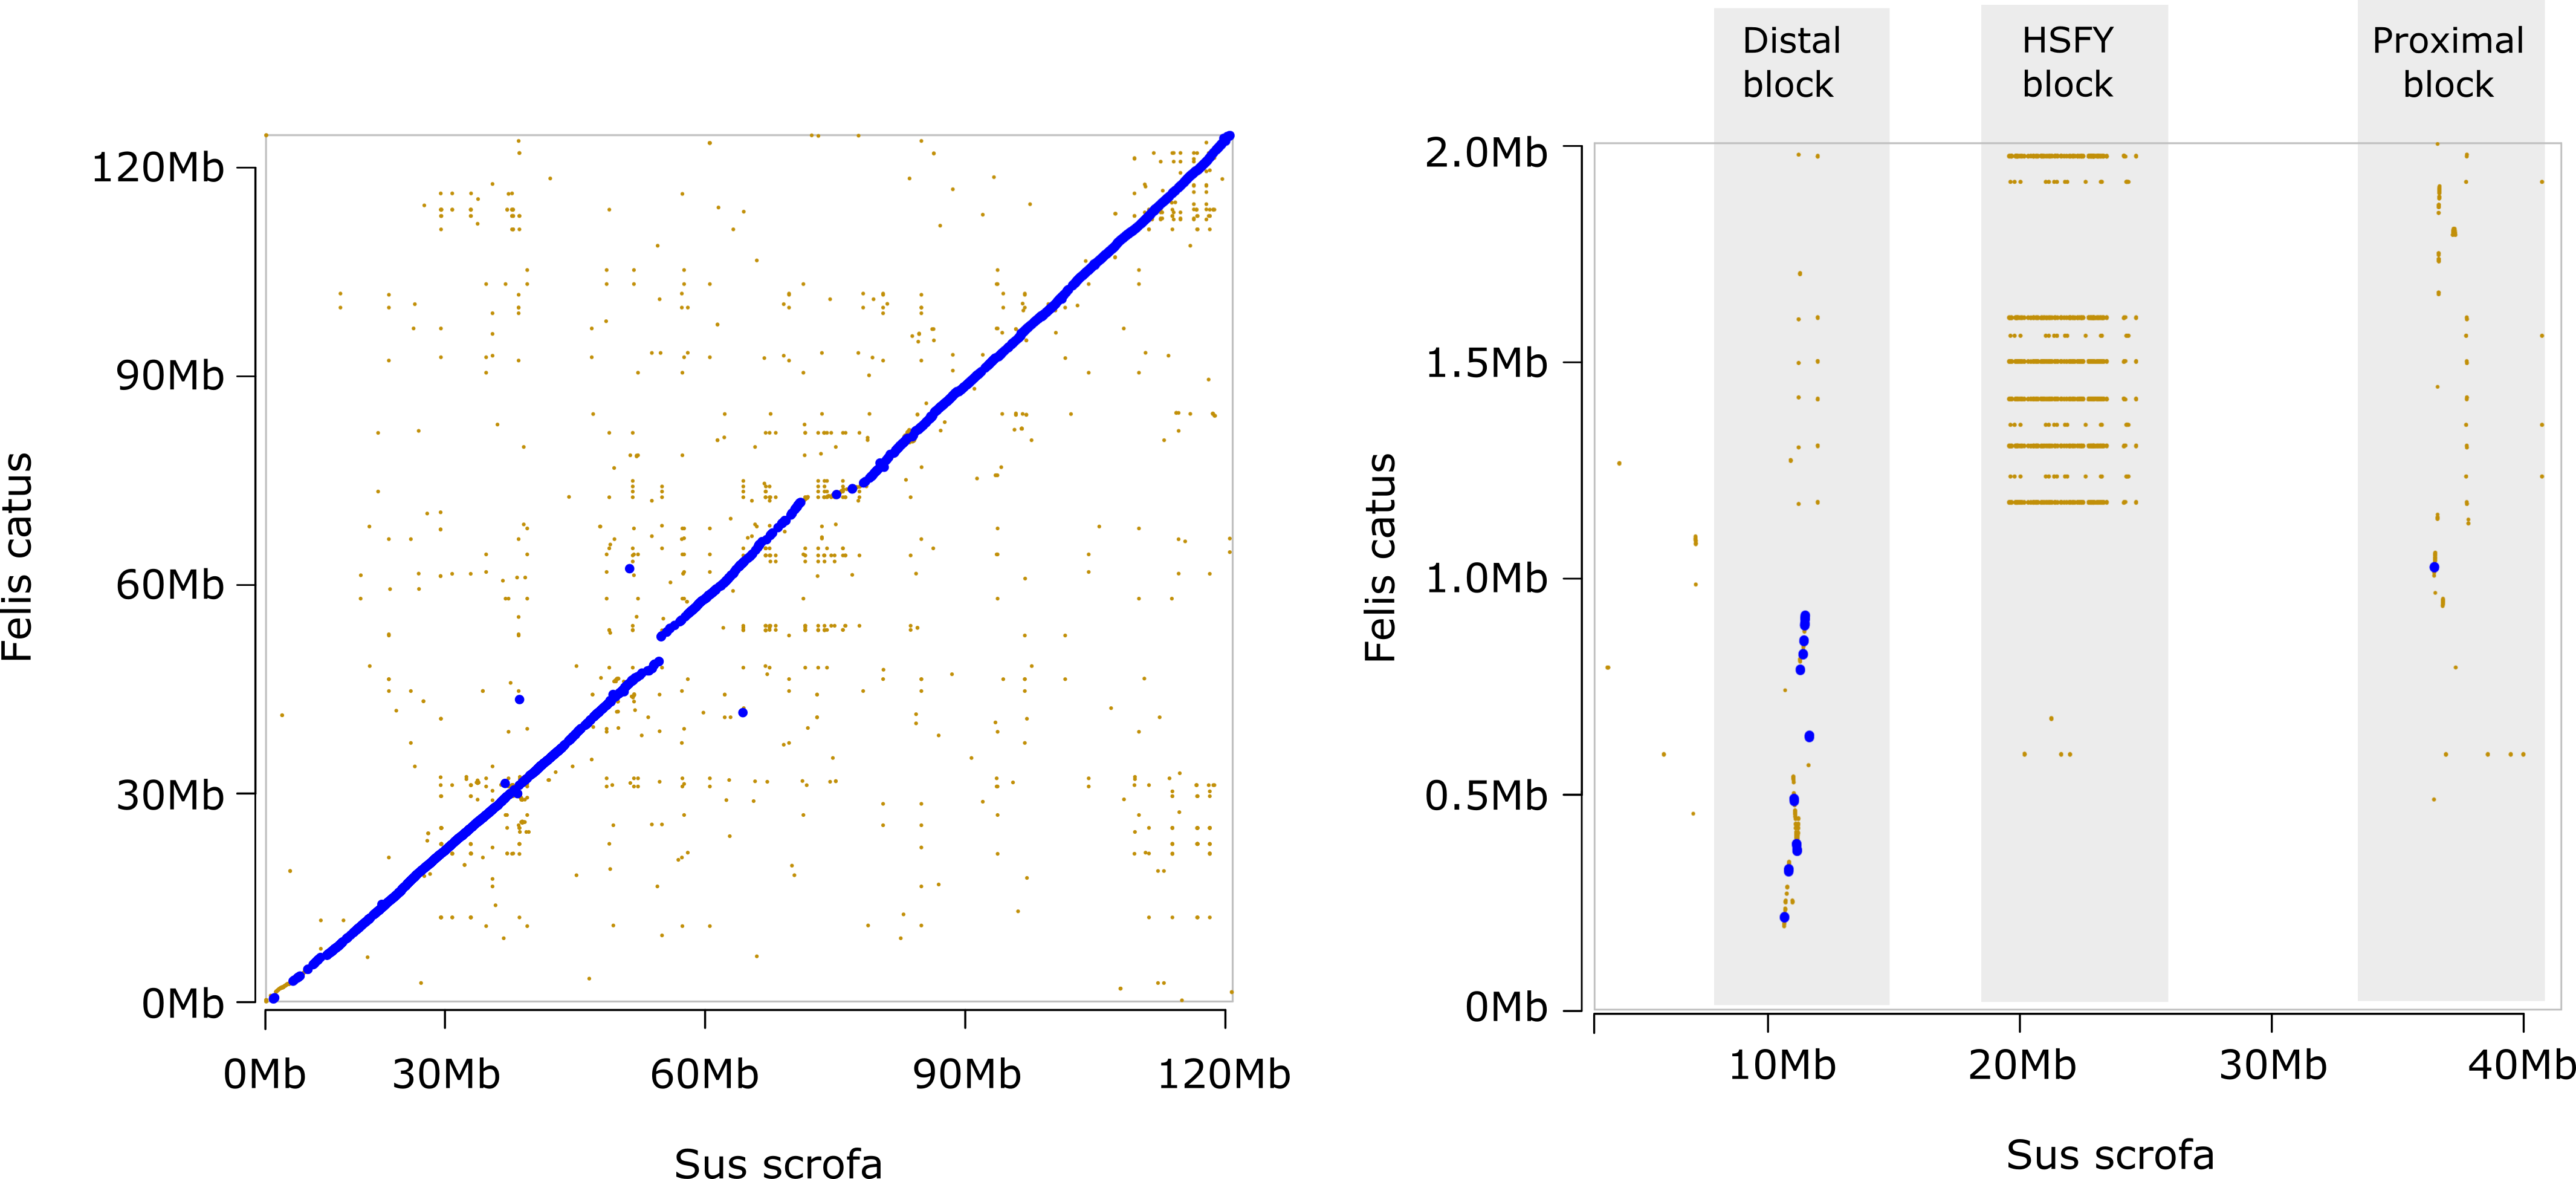 Distal
block
HSFY
block
Proximal
block
Felis catus
120Mb
90Mb
60Mb
30Mb
0Mb
0Mb 30Mb 60Mb 90Mb 120Mb
Sus scrofa
Felis catus
2.0Mb
1.5Mb
1.0Mb
0.5Mb
0Mb
10Mb 20Mb 30Mb 40Mb
Sus scrofa